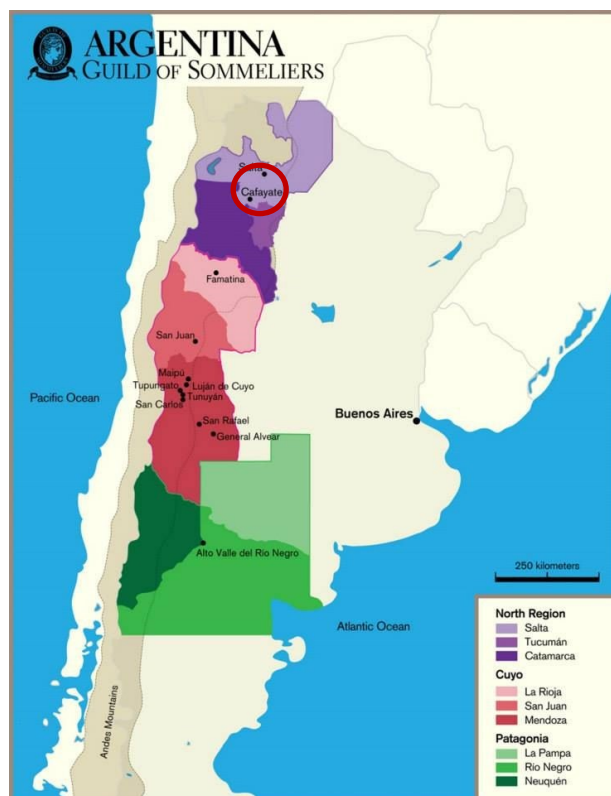 ARGENTINA
GUILD OF SOMMELIERS
Salta
Cafayate
Famatina
San Juan
Maipú
Tupungato
Luján de Cuyo
Tunuyán
San Carlos
San Rafael
General Alvear
Pacific Ocean
Buenos Aires
Alto Valle del Río Negro
250 kilometers
Atlantic Ocean
Andes Mountains
North Region
Salta
Tucumán
Catamarca
Cuyo
La Rioja
San Juan
Mendoza
Patagonia
La Pampa
Río Negro
Neuquén